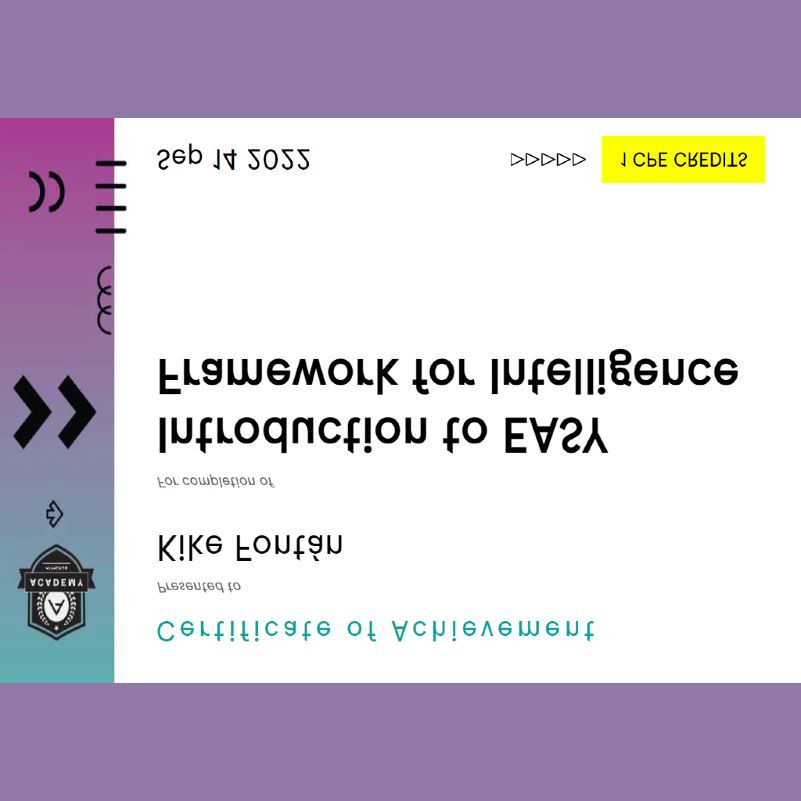 Certificate of Achievement
Presented to
Kike Fontán
For completion of
Introduction to EASY
Framework for Intelligence
Sep 14 2022
1 CPE CREDITS
ACADEMY